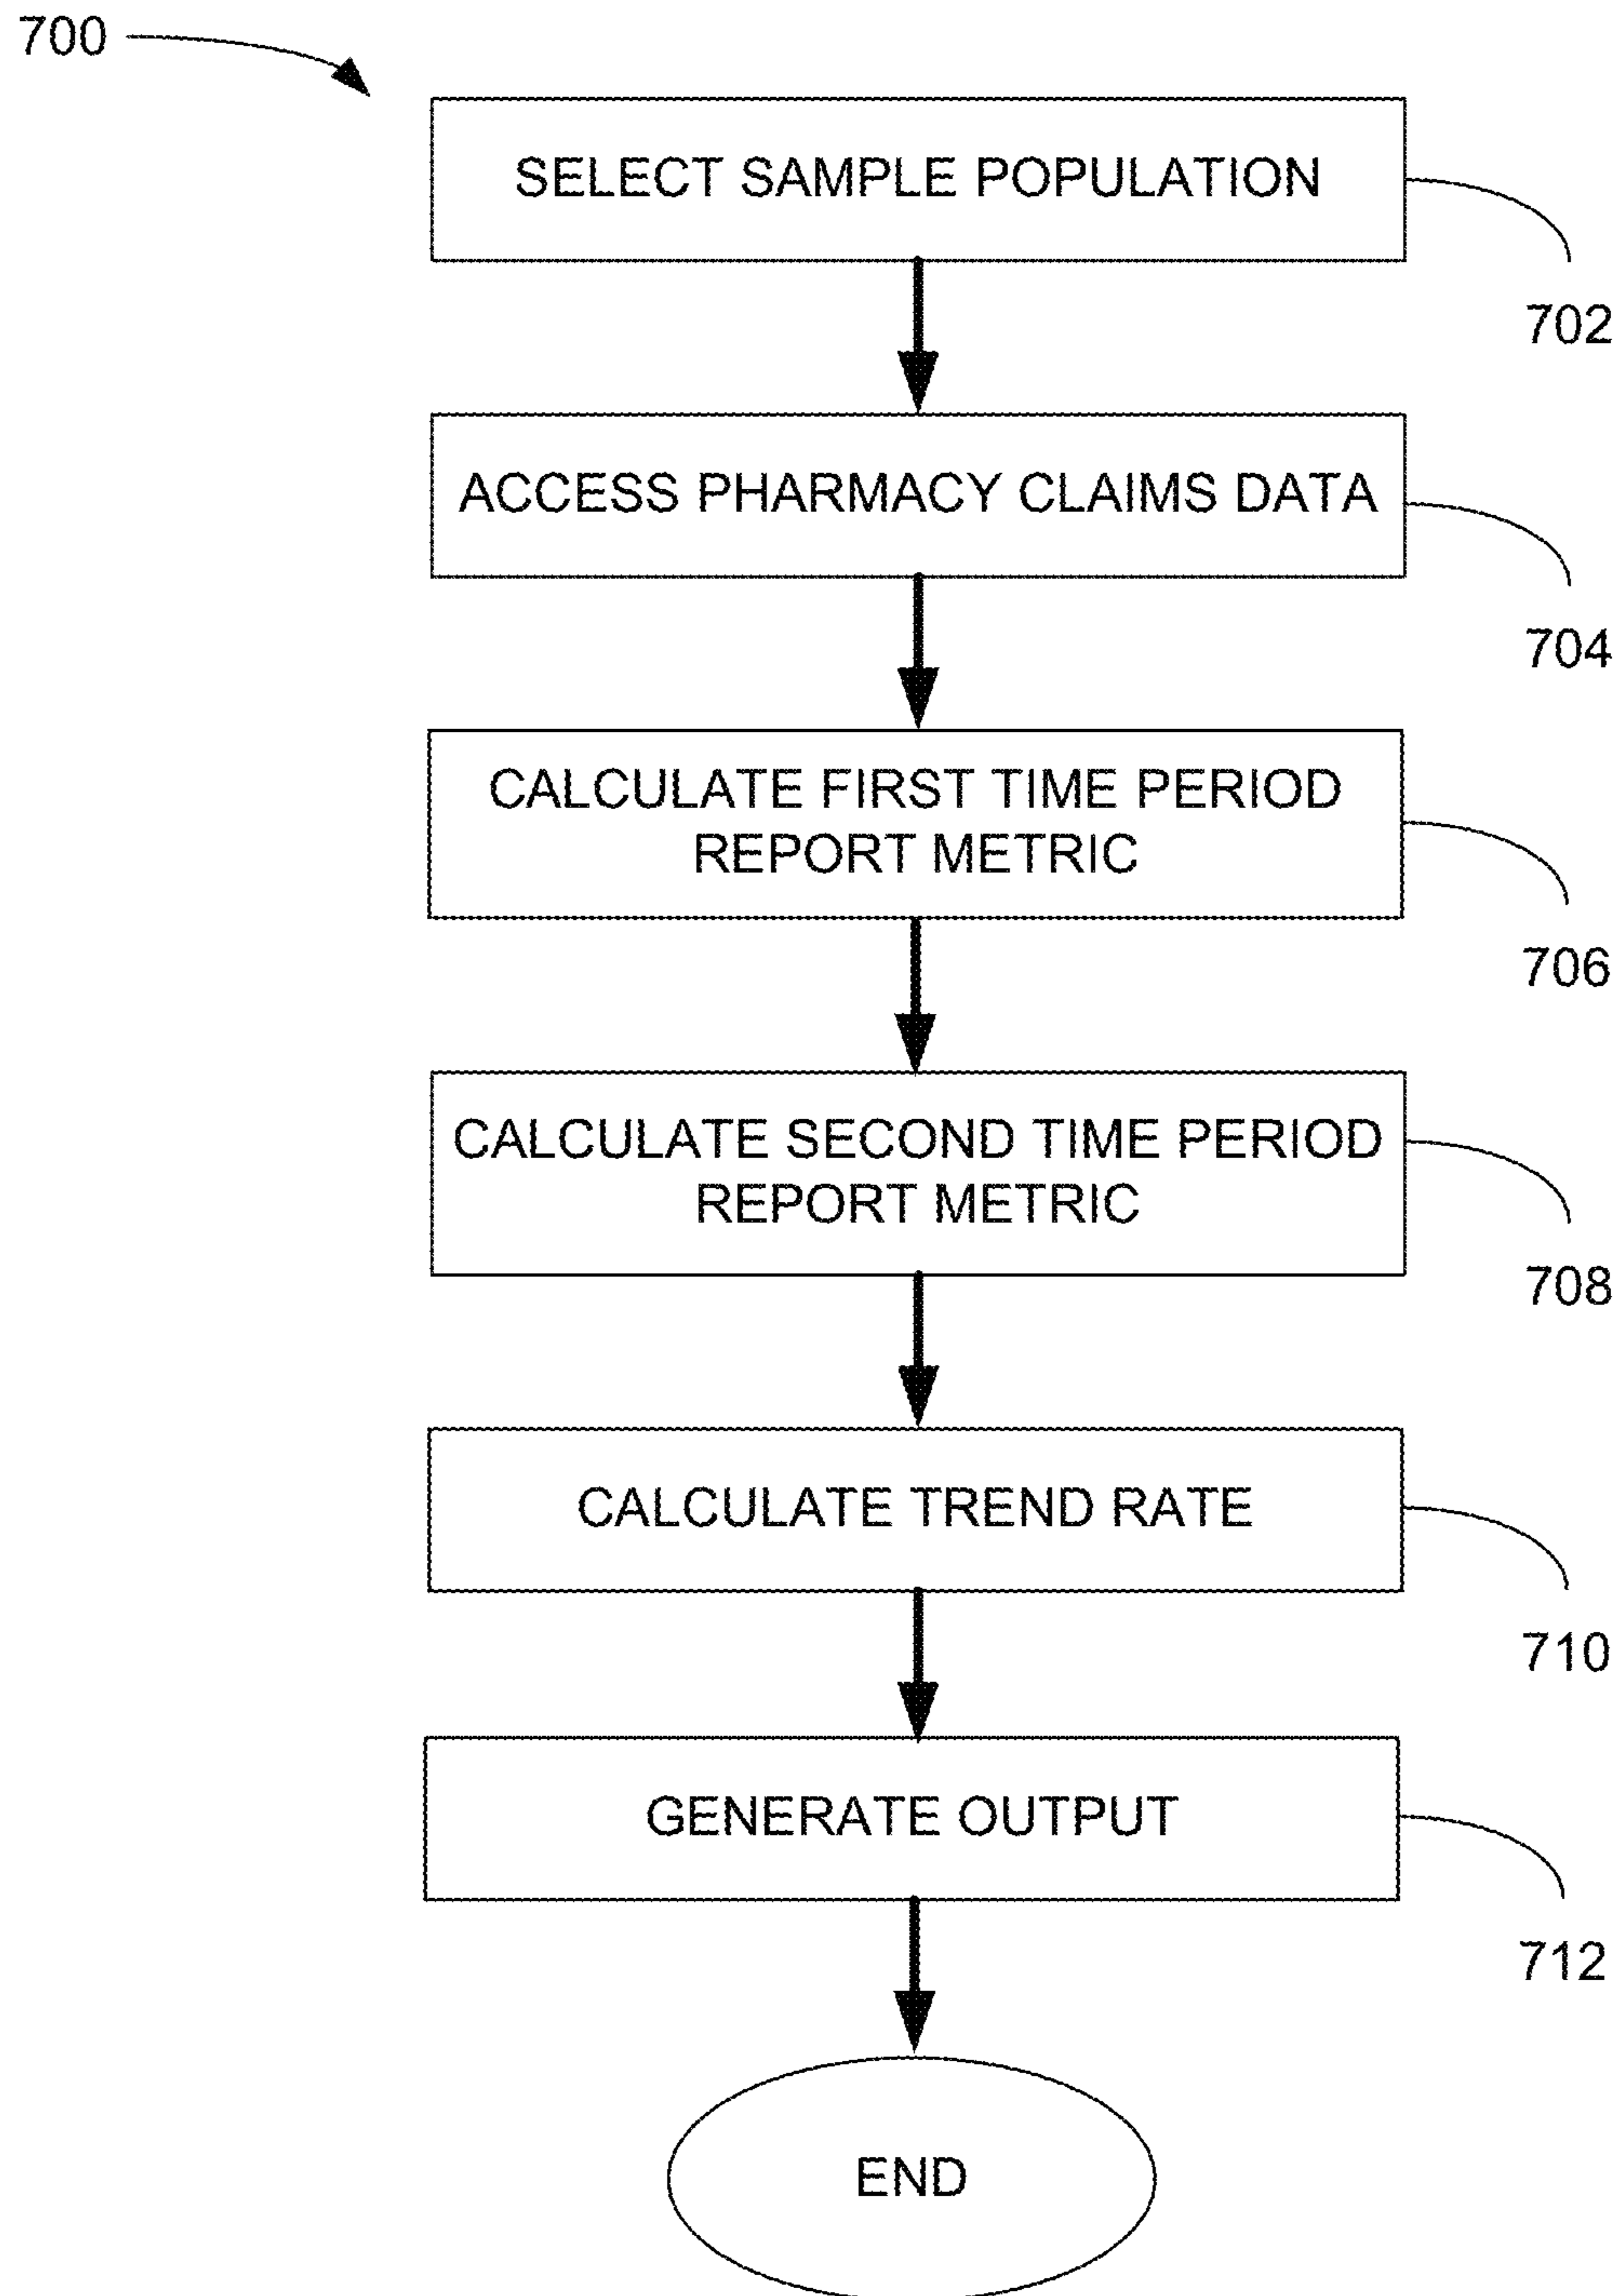 700
SELECT SAMPLE POPULATION
702
ACCESS PHARMACY CLAIMS DATA
704
CALCULATE FIRST TIME PERIOD
REPORT METRIC
706
CALCULATE SECOND TIME PERIOD
REPORT METRIC
708
CALCULATE TREND RATE
710
GENERATE OUTPUT
712
END